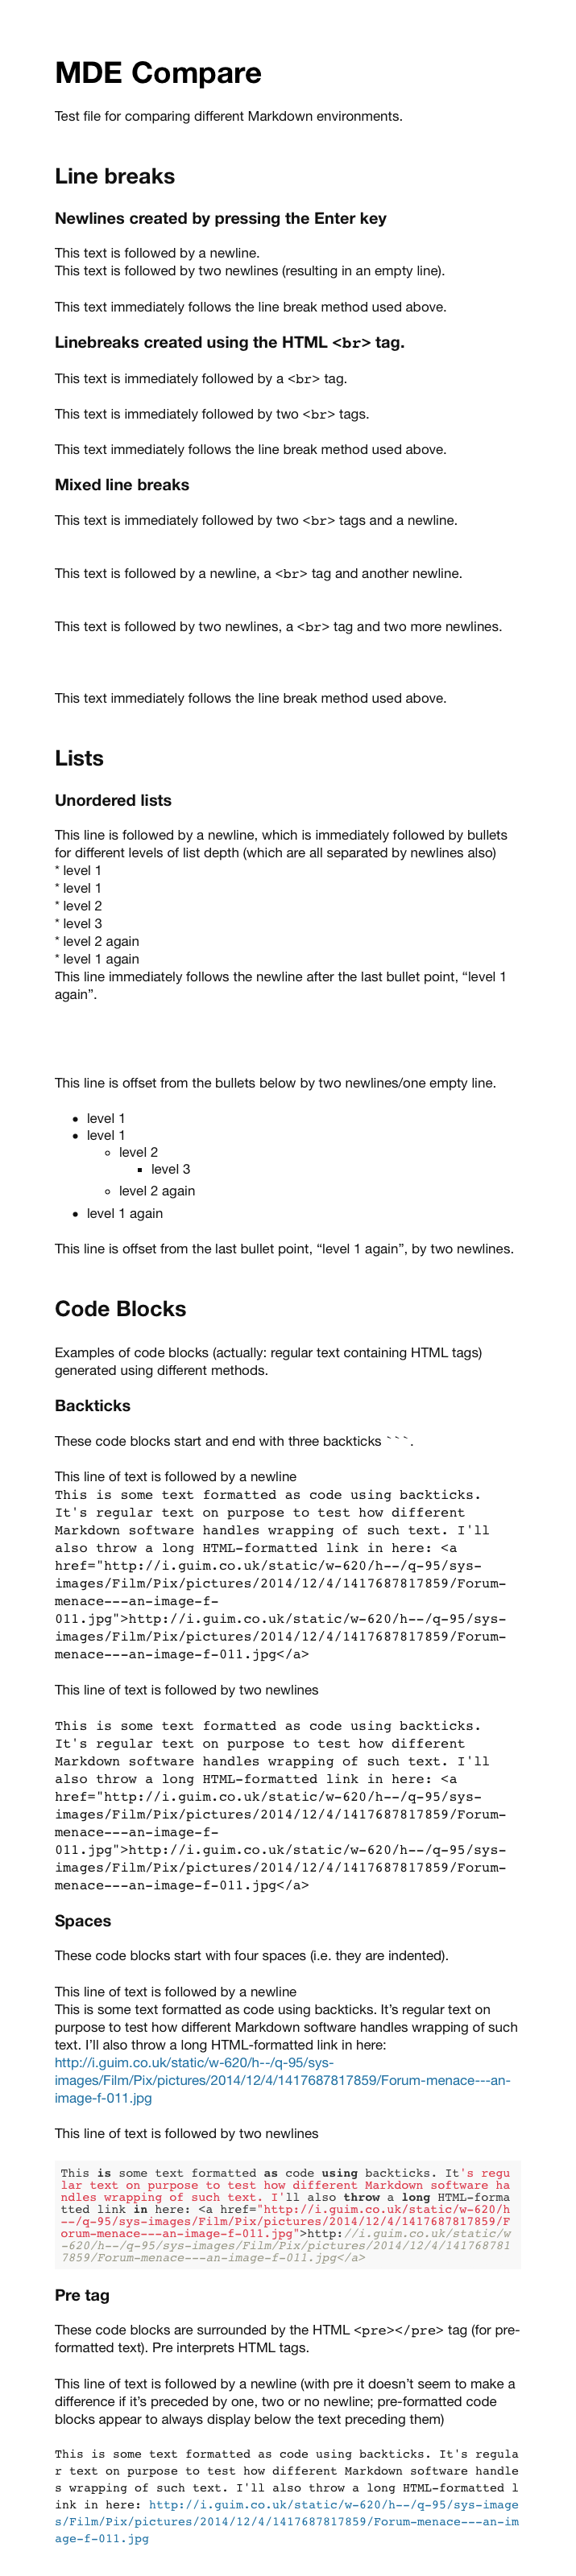 MDE Compare
Test file for comparing different Markdown environments.
Line breaks
Newlines created by pressing the Enter key
This text is followed by a newline.
This text is followed by two newlines (resulting in an empty line).
This text immediately follows the line break method used above.
Linebreaks created using the HTML <br> tag.
This text is immediately followed by a <br> tag.
This text is immediately followed by two <br> tags.
This text immediately follows the line break method used above.
Mixed line breaks
This text is immediately followed by two <br> tags and a newline.
This text is followed by a newline, a <br> tag and another newline.
This text is followed by two newlines, a <br> tag and two more newlines.
This text immediately follows the line break method used above.
Lists
Unordered lists
This line is followed by a newline, which is immediately followed by bullets
for different levels of list depth (which are all separated by newlines also)
* level 1
* level 1
* level 2
* level 3
* level 2 again
* level 1 again
This line immediately follows the newline after the last bullet point, “level 1
again”.
This line is offset from the bullets below by two newlines/one empty line.
• level 1
• level 1
◦ level 2
▪ level 3
◦ level 2 again
• level 1 again
This line is offset from the last bullet point, “level 1 again”, by two newlines.
Code Blocks
Examples of code blocks (actually: regular text containing HTML tags)
generated using different methods.
Backticks
These code blocks start and end with three backticks ```.
This line of text is followed by a newline
This is some text formatted as code using backticks.
It's regular text on purpose to test how different
Markdown software handles wrapping of such text. I'll
also throw a long HTML-formatted link in here: <a
href="http://i.guim.co.uk/static/w-620/h--/q-95/sys-
images/Film/Pix/pictures/2014/12/4/1417687817859/Forum-
menace---an-image-f-
011.jpg">http://i.guim.co.uk/static/w-620/h--/q-95/sys-
images/Film/Pix/pictures/2014/12/4/1417687817859/Forum-
menace---an-image-f-011.jpg</a>
This line of text is followed by two newlines
This is some text formatted as code using backticks.
It's regular text on purpose to test how different
Markdown software handles wrapping of such text. I'll
also throw a long HTML-formatted link in here: <a
href="http://i.guim.co.uk/static/w-620/h--/q-95/sys-
images/Film/Pix/pictures/2014/12/4/1417687817859/Forum-
menace---an-image-f-
011.jpg">http://i.guim.co.uk/static/w-620/h--/q-95/sys-
images/Film/Pix/pictures/2014/12/4/1417687817859/Forum-
menace---an-image-f-011.jpg</a>
Spaces
These code blocks start with four spaces (i.e. they are indented).
This line of text is followed by a newline
This is some text formatted as code using backticks. It’s regular text on
purpose to test how different Markdown software handles wrapping of such
text. I’ll also throw a long HTML-formatted link in here:
http://i.guim.co.uk/static/w-620/h--/q-95/sys-
images/Film/Pix/pictures/2014/12/4/1417687817859/Forum-menace---an-
image-f-011.jpg
This line of text is followed by two newlines
This is some text formatted as code using backticks. It's regu
lar text on purpose to test how different Markdown software ha
ndles wrapping of such text. I'll also throw a long HTML-forma
tted link in here: <a href="http://i.guim.co.uk/static/w-620/h
--/q-95/sys-images/Film/Pix/pictures/2014/12/4/1417687817859/F
orum-menace---an-image-f-011.jpg">http://i.guim.co.uk/static/w
-620/h--/q-95/sys-images/Film/Pix/pictures/2014/12/4/141768781
7859/Forum-menace---an-image-f-011.jpg</a>
Pre tag
These code blocks are surrounded by the HTML <pre></pre> tag (for pre-
formatted text). Pre interprets HTML tags.
This line of text is followed by a newline (with pre it doesn’t seem to make a
difference if it’s preceded by one, two or no newline; pre-formatted code
blocks appear to always display below the text preceding them)
This is some text formatted as code using backticks. It's regula
r text on purpose to test how different Markdown software handle
s wrapping of such text. I'll also throw a long HTML-formatted l
ink in here: http://i.guim.co.uk/static/w-620/h--/q-95/sys-image
s/Film/Pix/pictures/2014/12/4/1417687817859/Forum-menace---an-im
age-f-011.jpg